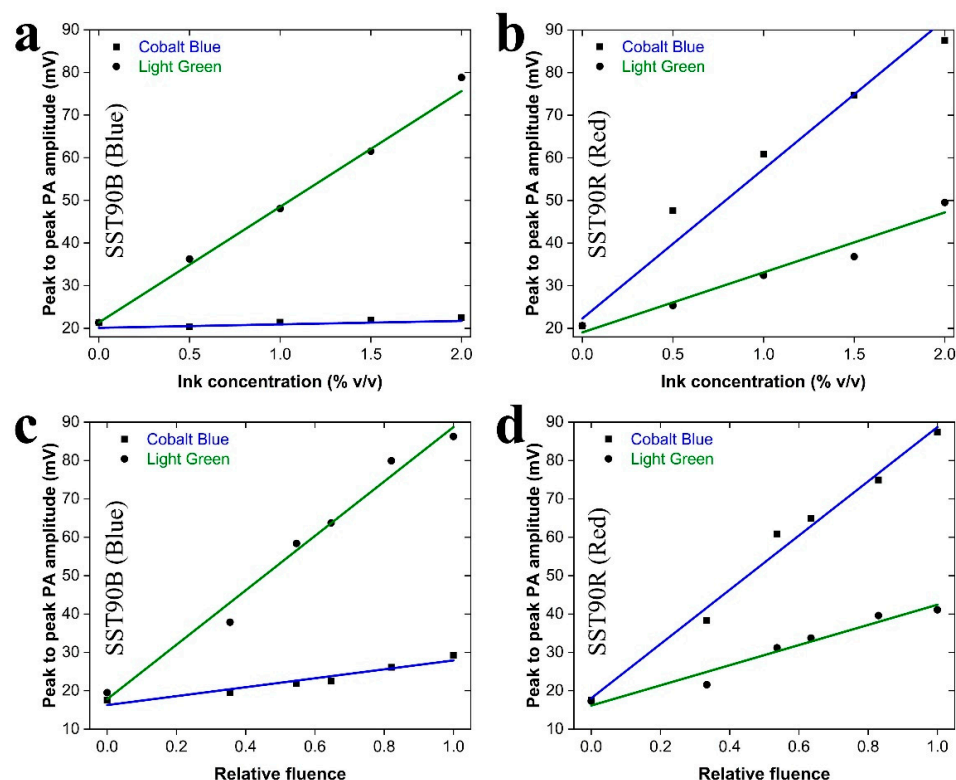 a
Cobalt Blue
Light Green
SST90B (Blue)
Peak to peak PA amplitude (mV)
90
80
70
60
50
40
30
20
0.0 0.5 1.0 1.5 2.0
Ink concentration (% v/v)
b
Cobalt Blue
Light Green
SST90R (Red)
Peak to peak PA amplitude (mV)
90
80
70
60
50
40
30
20
0.0 0.5 1.0 1.5 2.0
Ink concentration (% v/v)
c
Cobalt Blue
Light Green
SST90B (Blue)
Peak to peak PA amplitude (mV)
90
80
70
60
50
40
30
20
10
0.0 0.2 0.4 0.6 0.8 1.0
Relative fluence
d
Cobalt Blue
Light Green
SST90R (Red)
Peak to peak PA amplitude (mV)
90
80
70
60
50
40
30
20
10
0.0 0.2 0.4 0.6 0.8 1.0
Relative fluence